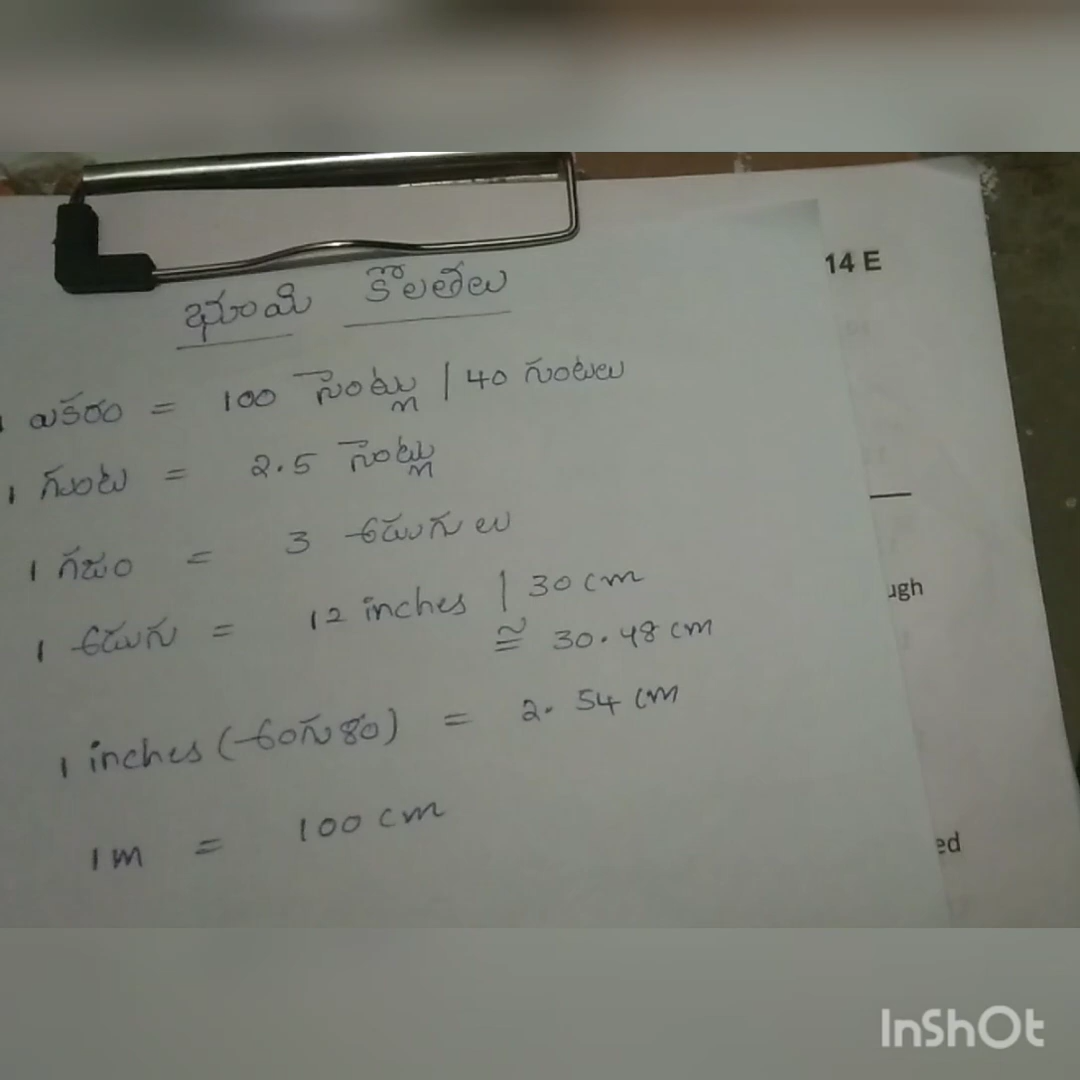 భూమి కొలతలు
1 ఎకరం = 100 సెంట్లు | 40 గుంటలు
1 గుంట = 2.5 సెంట్లు
1 గజం = 3 అడుగులు
1 అడుగు = 12 inches | 30 cm
≅ 30.48 cm
1 inches (అంగుళం) = 2.54 cm
1m = 100 cm
14 E
ugh
ed
InShOt